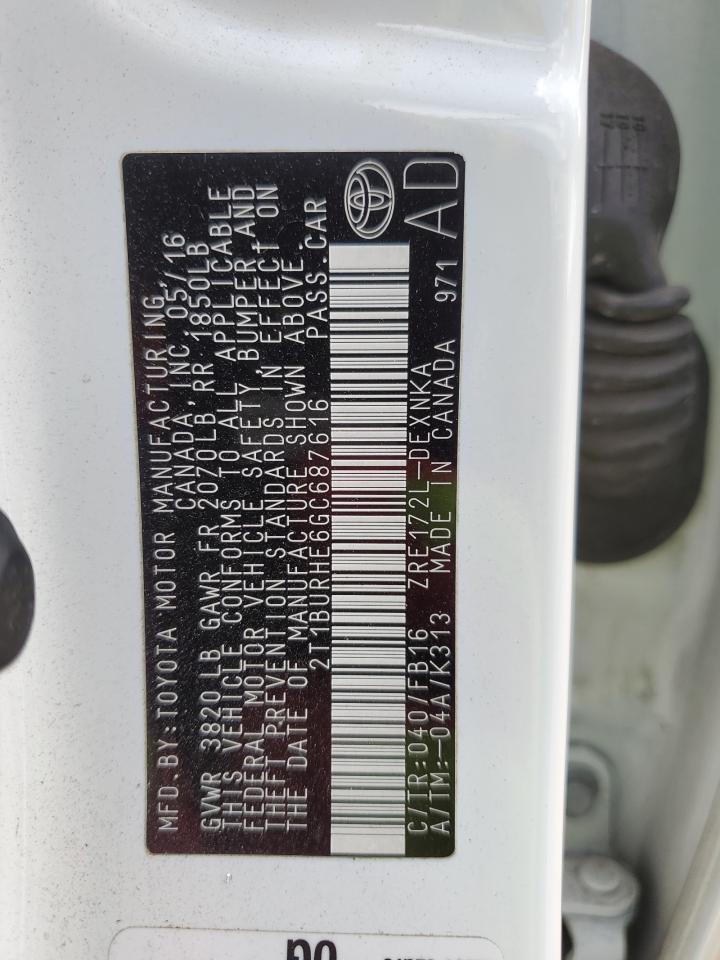 MFD. BY: TOYOTA MOTOR MANUFACTURING,
CANADA, INC. 05/16
GVWR 3820 LB GAWR FR 2070LB, RR 1850LB
THIS VEHICLE CONFORMS TO ALL APPLICABLE
FEDERAL MOTOR VEHICLE SAFETY, BUMPER AND
THEFT PREVENTION STANDARDS IN EFFECT ON
THE DATE OF MANUFACTURE SHOWN ABOVE.
2T1BURHE6GC687616 PASS. CAR
C/TR: 040/FB16 ZRE172L-DEXNKA
A/TM: -04A/K313 MADE IN CANADA 971 AD